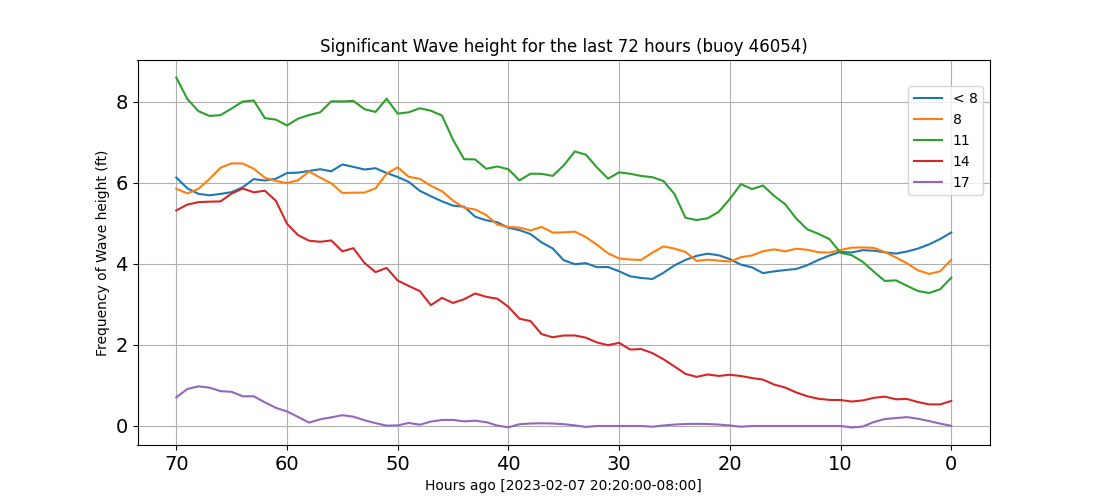 Significant Wave height for the last 72 hours (buoy 46054)
Frequency of Wave height (ft)
8
6
4
2
0
< 8
8
11
14
17
70 60 50 40 30 20 10 0
Hours ago [2023-02-07 20:20:00-08:00]